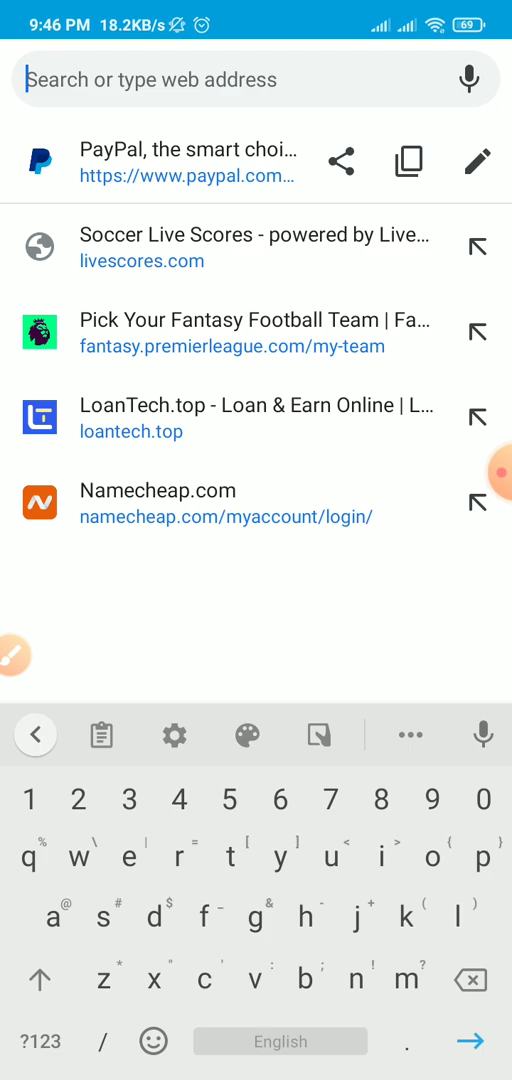 9:46 PM 18.2KB/s 69
Search or type web address
PayPal, the smart choi...
https://www.paypal.com...
Soccer Live Scores - powered by Live...
livescores.com
Pick Your Fantasy Football Team | Fa...
fantasy.premierleague.com/my-team
LoanTech.top - Loan & Earn Online | L...
loantech.top
Namecheap.com
namecheap.com/myaccount/login/
1 2 3 4 5 6 7 8 9 0
% \ | = [ ] < > { }
q w e r t y u i o p
@ # $ _ & - + ( )
a s d f g h j k l
* " ' : ; ! ?
z x c v b n m
?123 / English .